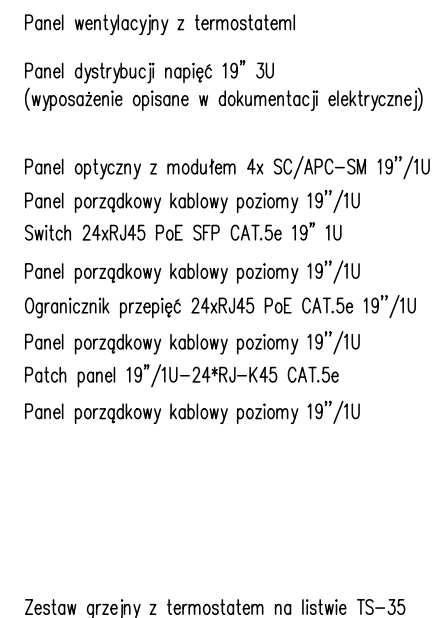 Panel wentylacyjny z termostateml
Panel dystrybucji napięć 19" 3U
(wyposażenie opisane w dokumentacji elektrycznej)
Panel optyczny z modułem 4x SC/APC-SM 19''/1U
Panel porządkowy kablowy poziomy 19''/1U
Switch 24xRJ45 PoE SFP CAT.5e 19" 1U
Panel porządkowy kablowy poziomy 19''/1U
Ogranicznik przepięć 24xRJ45 PoE CAT.5e 19''/1U
Panel porządkowy kablowy poziomy 19''/1U
Patch panel 19"/1U-24*RJ-K45 CAT.5e
Panel porządkowy kablowy poziomy 19''/1U
Zestaw grzejny z termostatem na listwie TS-35